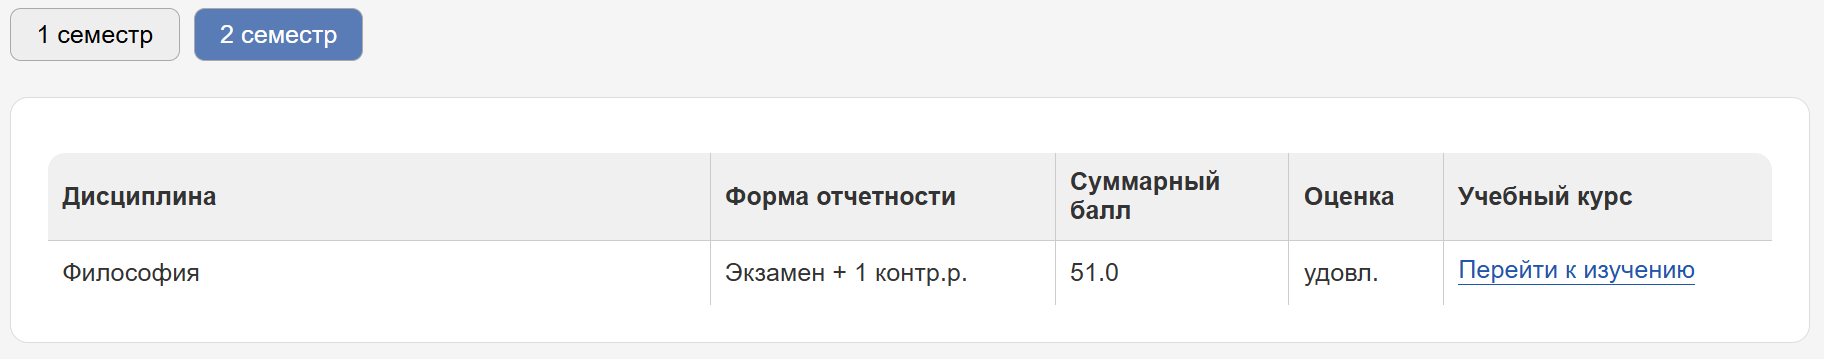 1 семестр
2 семестр
Дисциплина
Форма отчетности
Суммарный
балл
Оценка
Учебный курс
Философия
Экзамен + 1 контр.р.
51.0
удовл.
Перейти к изучению